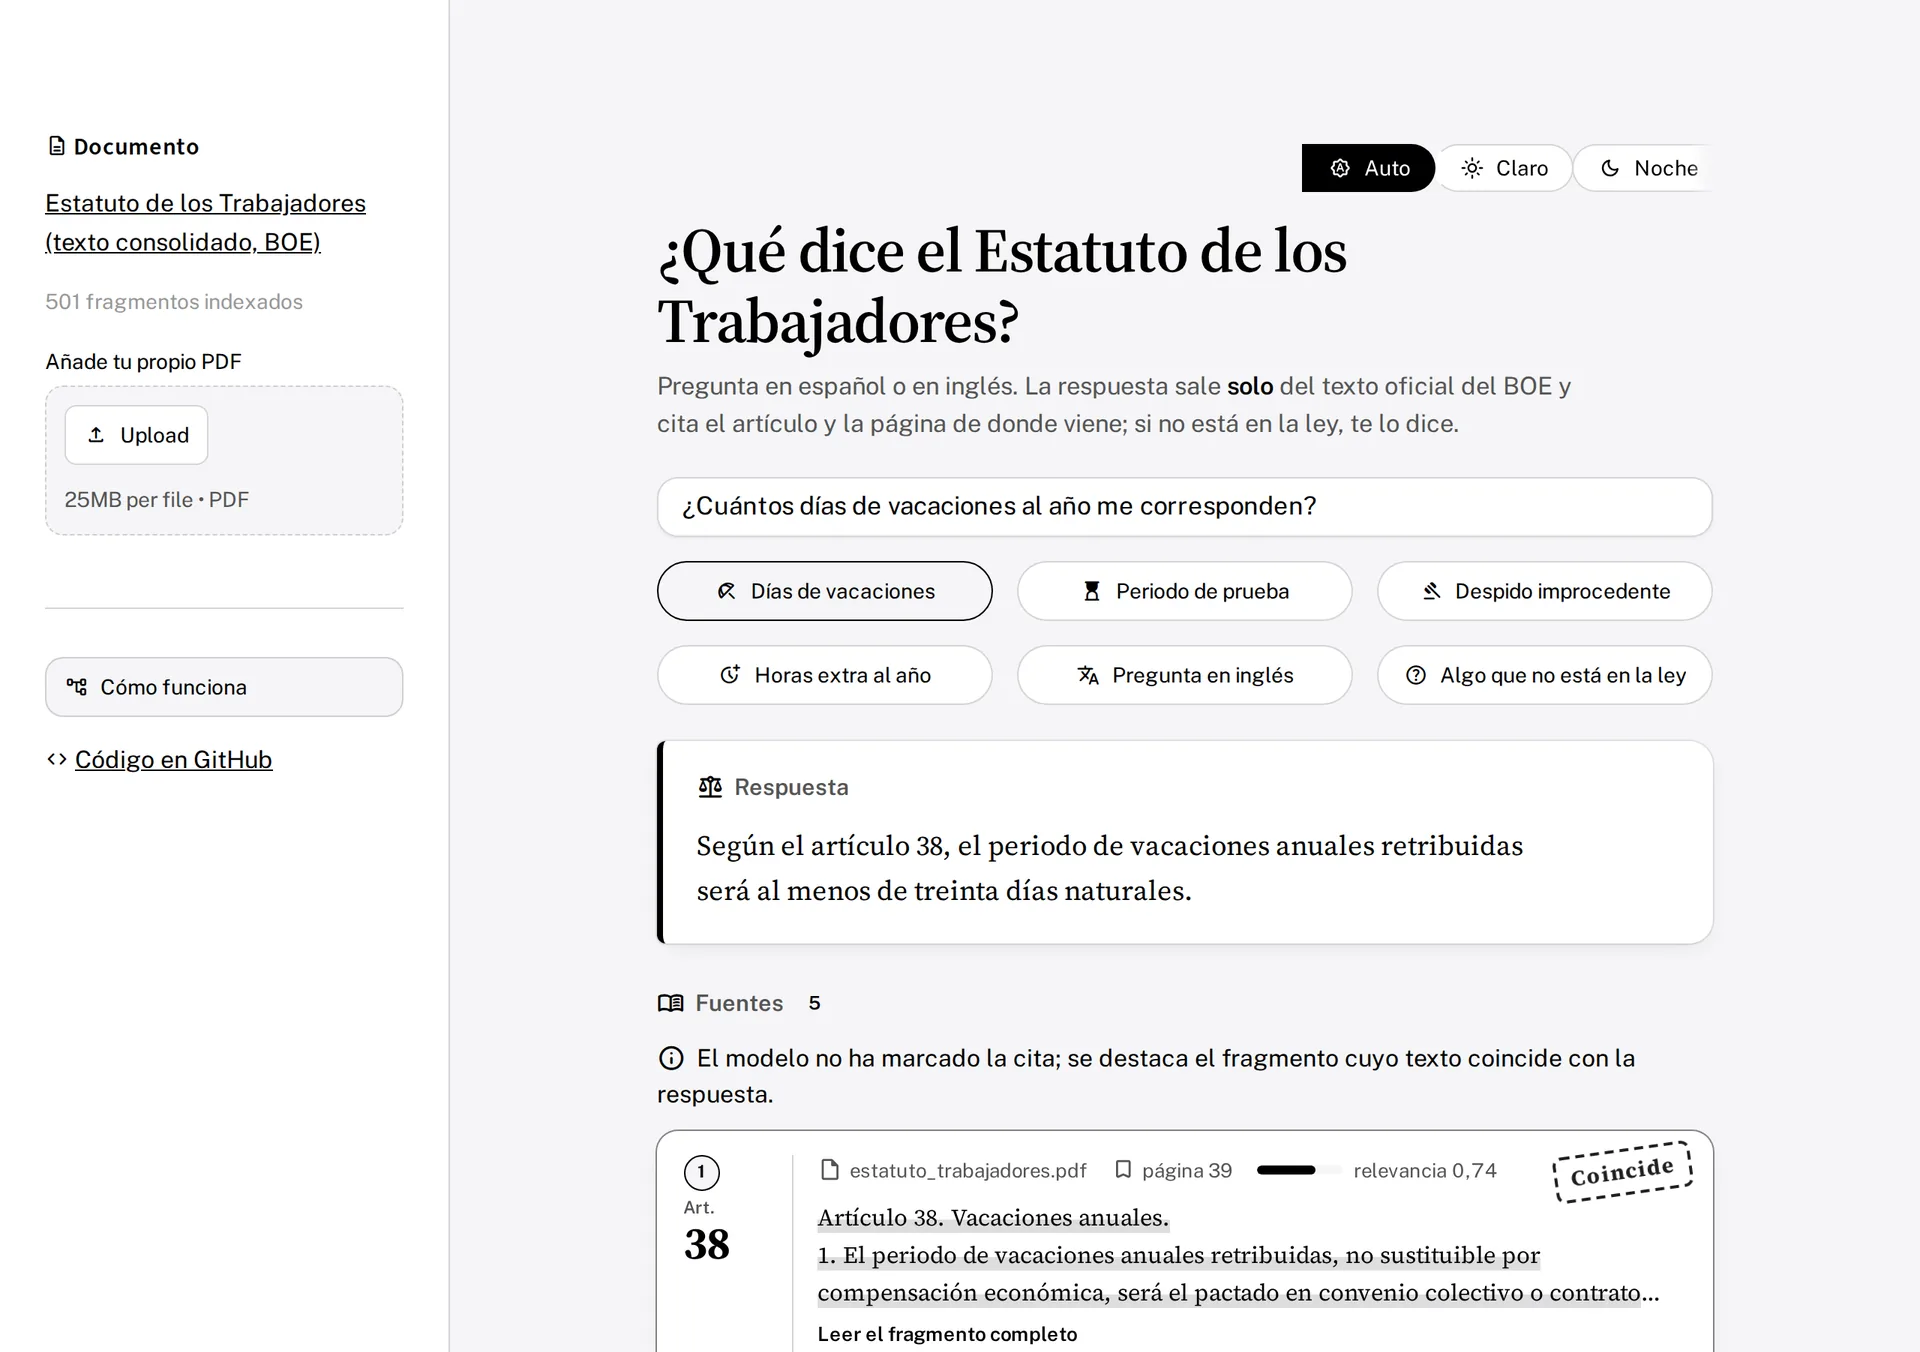 Documento
Estatuto de los Trabajadores
(texto consolidado, BOE)
501 fragmentos indexados
Añade tu propio PDF
Upload
25MB per file • PDF
Cómo funciona
Código en GitHub
Auto
Claro
Noche
¿Qué dice el Estatuto de los
Trabajadores?
Pregunta en español o en inglés. La respuesta sale solo del texto oficial del BOE y
cita el artículo y la página de donde viene; si no está en la ley, te lo dice.
¿Cuántos días de vacaciones al año me corresponden?
Días de vacaciones
Periodo de prueba
Despido improcedente
Horas extra al año
Pregunta en inglés
Algo que no está en la ley
Respuesta
Según el artículo 38, el periodo de vacaciones anuales retribuidas
será al menos de treinta días naturales.
Fuentes 5
El modelo no ha marcado la cita; se destaca el fragmento cuyo texto coincide con la
respuesta.
1
Art.
38
estatuto_trabajadores.pdf
página 39
relevancia 0,74
Coincide
Artículo 38. Vacaciones anuales.
1. El periodo de vacaciones anuales retribuidas, no sustituible por
compensación económica, será el pactado en convenio colectivo o contrato...
Leer el fragmento completo